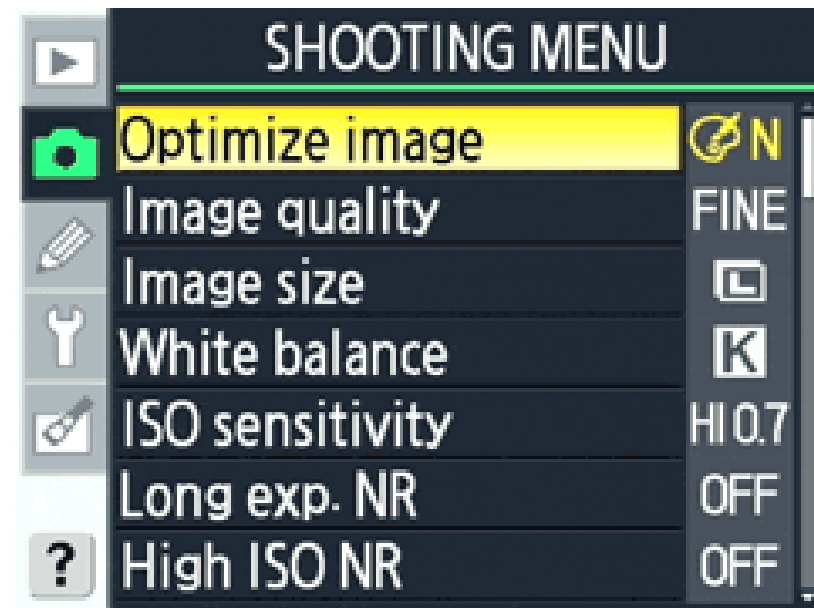 SHOOTING MENU
Optimize image N
Image quality FINE
Image size L
White balance K
ISO sensitivity HI 0.7
Long exp. NR OFF
High ISO NR OFF
?